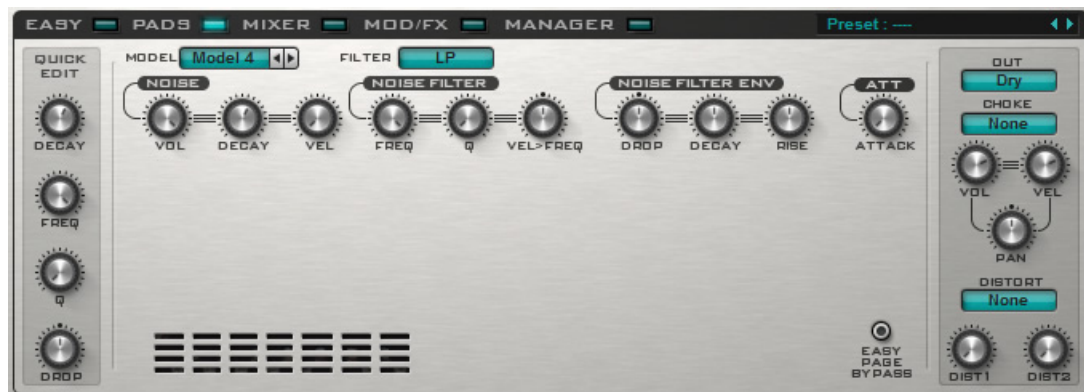 EASY PADS MIXER MOD/FX MANAGER Preset : ----
QUICK
EDIT
DECAY
FREQ
Q
DROP
MODEL Model 4 FILTER LP
NOISE
VOL DECAY VEL
NOISE FILTER
FREQ Q VEL>FREQ
NOISE FILTER ENV
DROP DECAY RISE
ATT
ATTACK
EASY
PAGE
BYPASS
OUT
Dry
CHOKE
None
VOL VEL
PAN
DISTORT
None
DIST1 DIST2